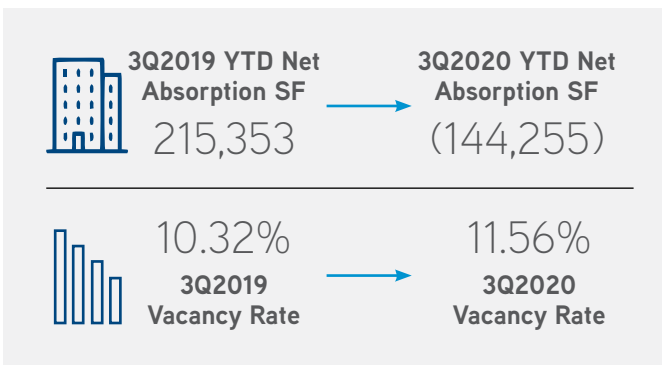 3Q2019 YTD Net
Absorption SF
215,353
3Q2020 YTD Net
Absorption SF
(144,255)
10.32%
3Q2019
Vacancy Rate
11.56%
3Q2020
Vacancy Rate